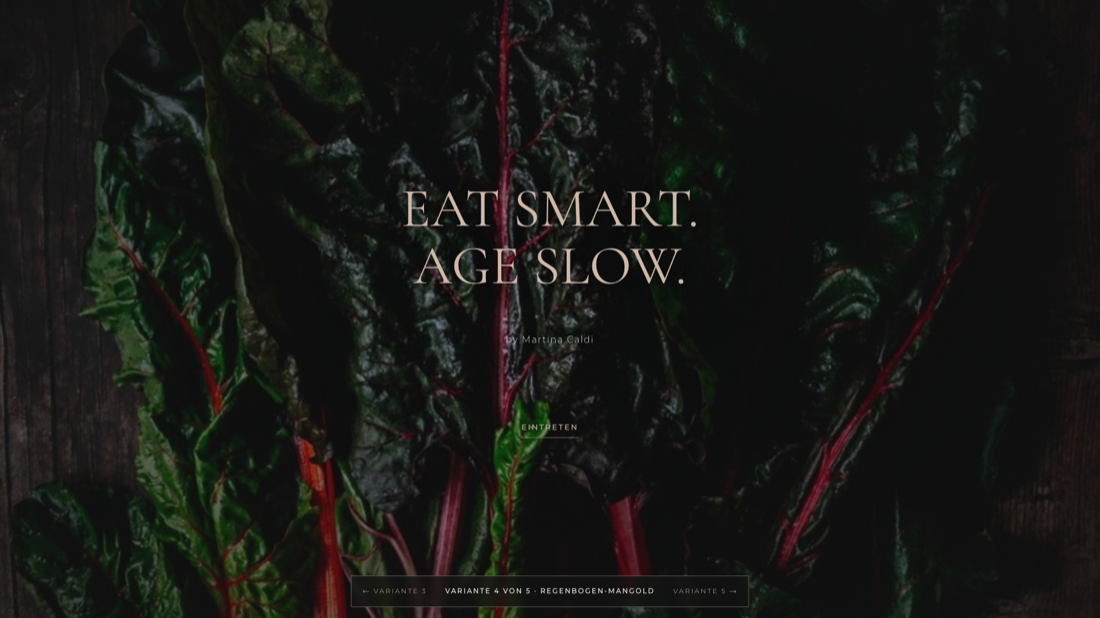 EAT SMART.
AGE SLOW.
by Martina Caldi
EINTRETEN
← VARIANTE 3 VARIANTE 4 VON 5 · REGENBOGEN-MANGOLD VARIANTE 5 →